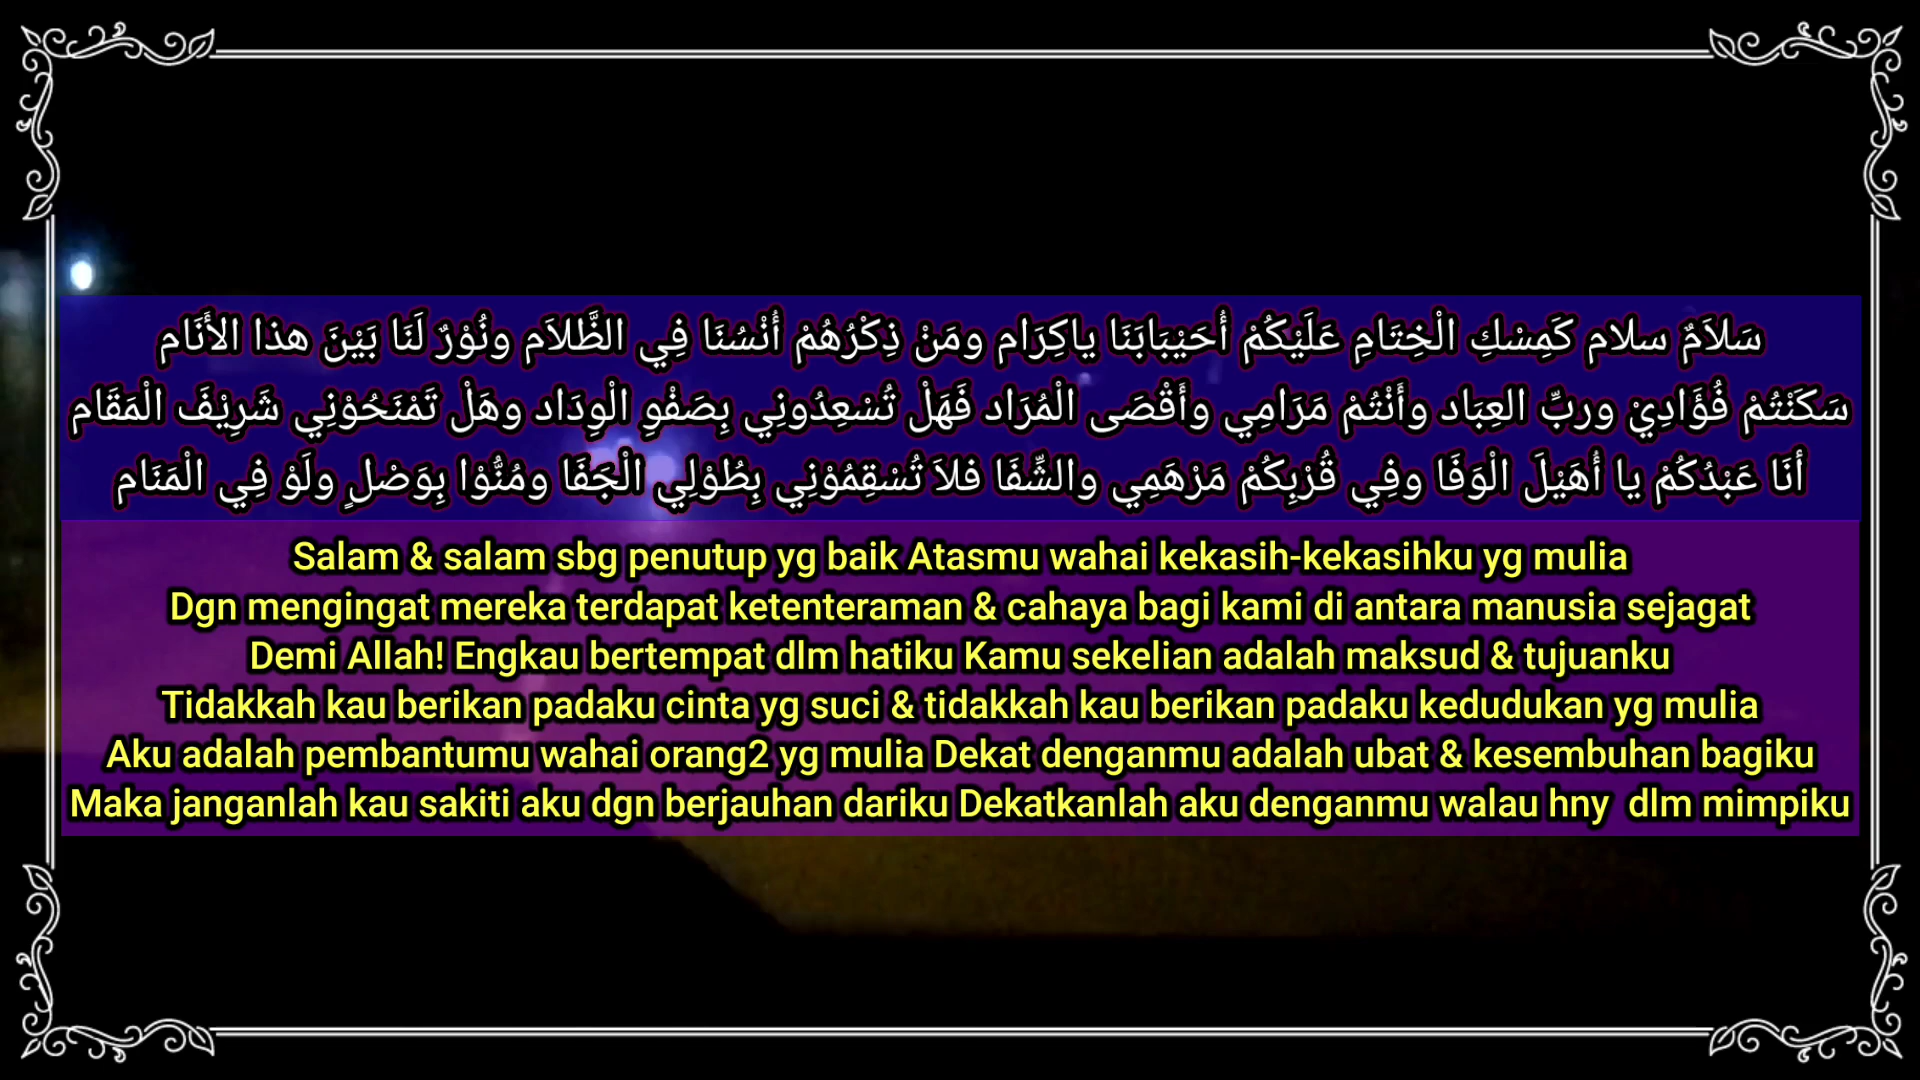 سَلاَمٌ سلام كَمِسْكِ الْخِتَامِ عَلَيْكُمْ أُحَيْبَابَنَا ياكِرَام ومَنْ ذِكْرُهُمْ أُنْسُنَا فِي الظَّلاَم ونُوْرٌ لَنَا بَيْنَ هذا الأَنَام
سَكَنْتُمْ فُؤَادِيْ وربِّ العِبَاد وأَنْتُمْ مَرَامِي وأَقْصَى الْمُرَاد فَهَلْ تُسْعِدُونِي بِصَفْوِ الْوِدَاد وهَلْ تَمْنَحُوْنِي شَرِيْفَ الْمَقَام
أنَا عَبْدُكُمْ يا أُهَيْلَ الْوَفَا وفِي قُرْبِكُمْ مَرْهَمِي والشِّفَا فلاَ تُسْقِمُوْنِي بِطُوْلِي الْجَفَا ومُنُّوْا بِوَصْلٍ ولَوْ فِي الْمَنَام
Salam & salam sbg penutup yg baik Atasmu wahai kekasih-kekasihku yg mulia
Dgn mengingat mereka terdapat ketenteraman & cahaya bagi kami di antara manusia sejagat
Demi Allah! Engkau bertempat dlm hatiku Kamu sekelian adalah maksud & tujuanku
Tidakkah kau berikan padaku cinta yg suci & tidakkah kau berikan padaku kedudukan yg mulia
Aku adalah pembantumu wahai orang2 yg mulia Dekat denganmu adalah ubat & kesembuhan bagiku
Maka janganlah kau sakiti aku dgn berjauhan dariku Dekatkanlah aku denganmu walau hny dlm mimpiku